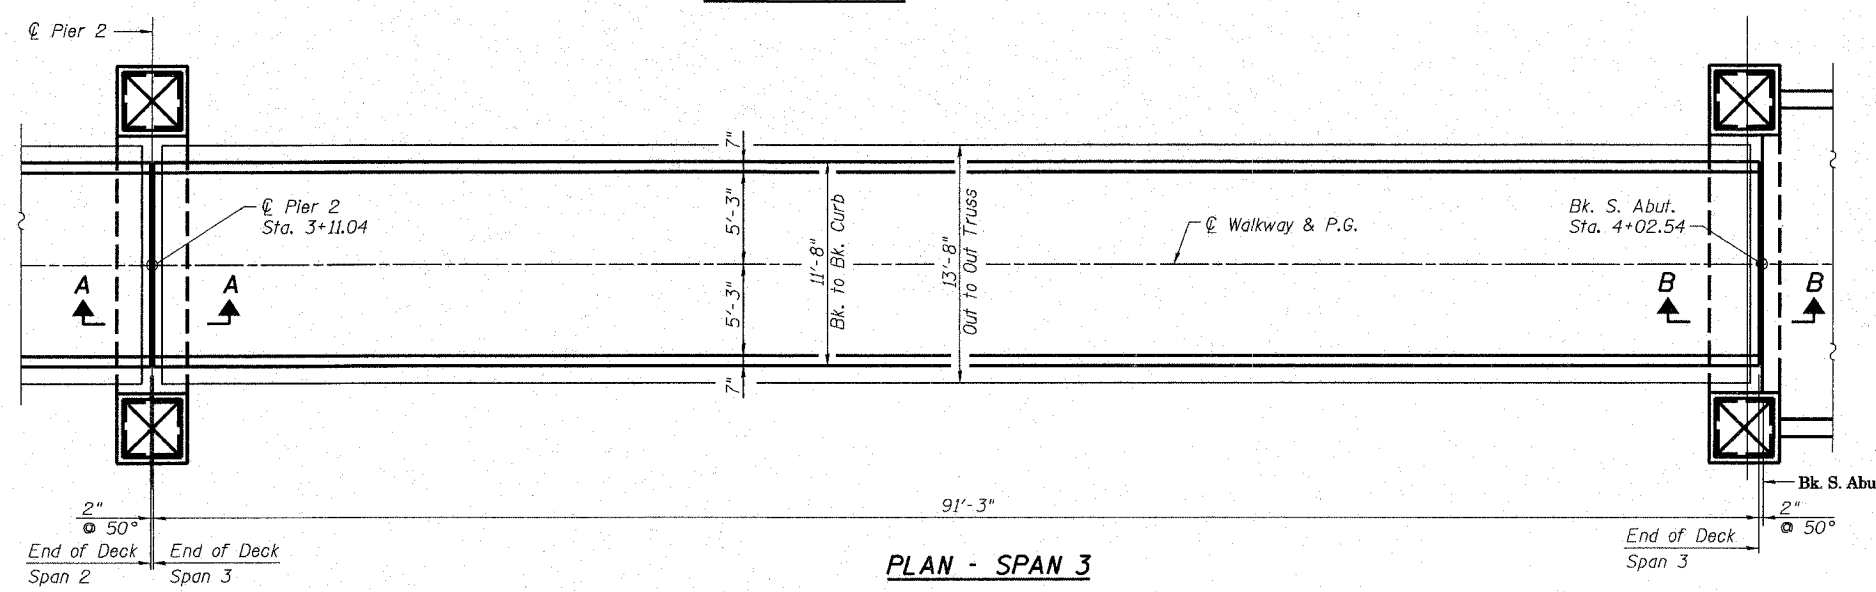 ℄ Pier 2
℄ Pier 2
Sta. 3+11.04
A
A
7"
5'-3"
5'-3"
7"
11'-8"
Bk. to Bk. Curb
13'-8"
Out to Out Truss
℄ Walkway & P.G.
Bk. S. Abut.
Sta. 4+02.54
B
B
Bk. S. Abu
2"
@ 50°
91'-3"
2"
@ 50°
End of Deck
Span 2
End of Deck
Span 3
End of Deck
Span 3
PLAN - SPAN 3